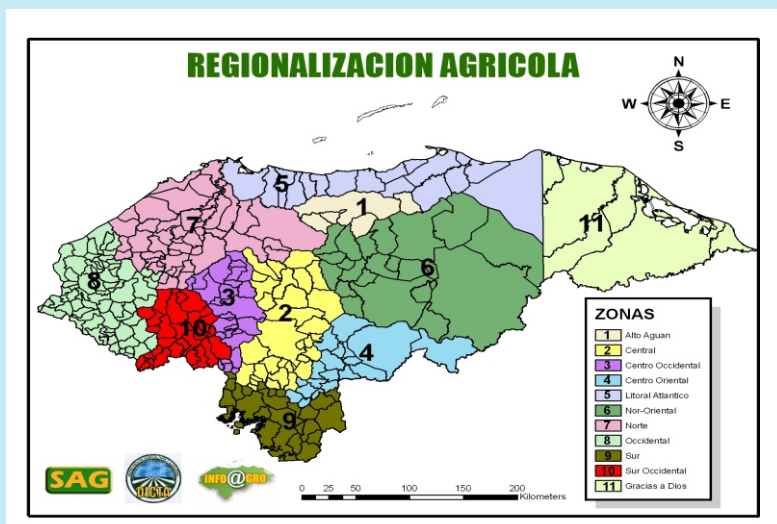 REGIONALIZACION AGRICOLA
N
W E
S
5
1
7
11
6
8
3
2
10
4
9
ZONAS
1 Alto Aguan
2 Central
3 Centro Occidental
4 Centro Oriental
5 Litoral Atlantico
6 Nor-Oriental
7 Norte
8 Occidental
9 Sur
10 Sur Occidental
11 Gracias a Dios
SAG
DICTA
INFO@GRO
0 25 50 100 150 200
Kilometers